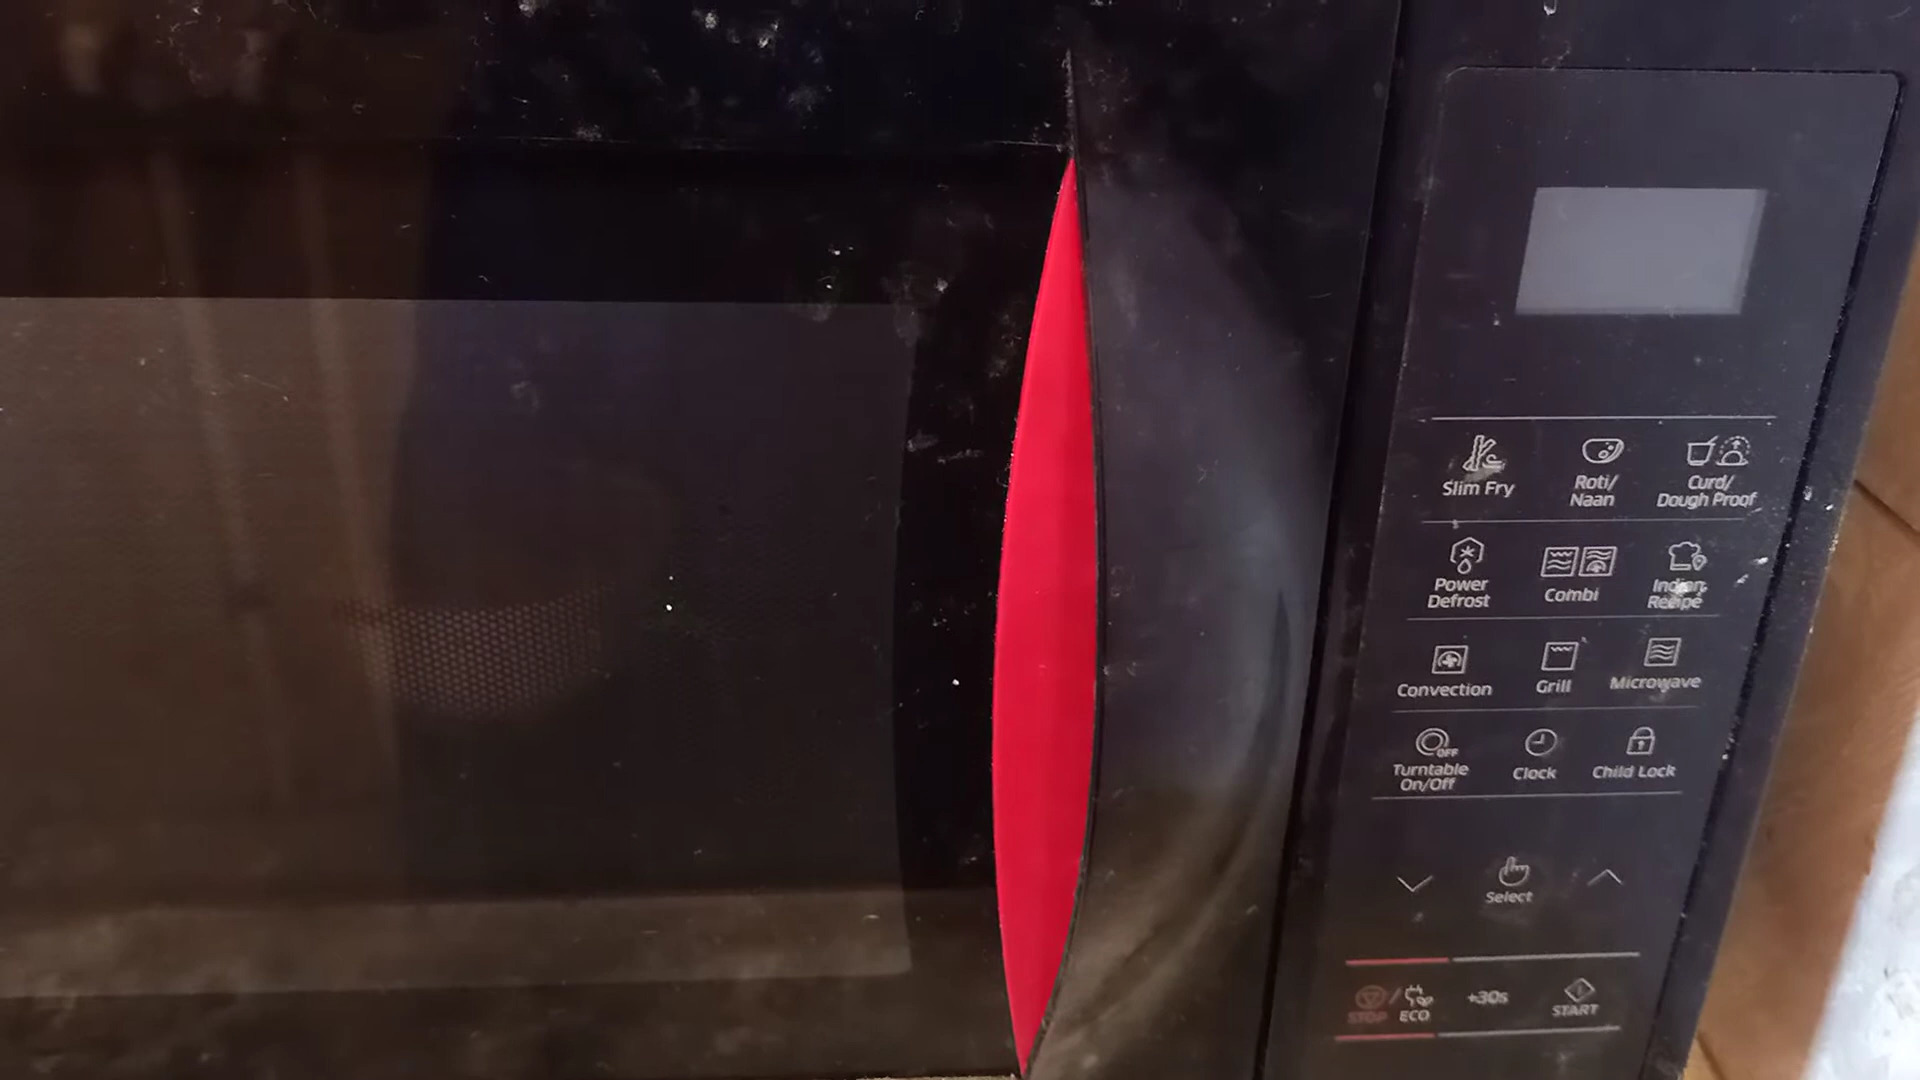 Slim Fry
Roti/
Naan
Curd/
Dough Proof
Power
Defrost
Combi
Indian
Recipe
Convection
Grill
Microwave
OFF
Turntable
On/Off
Clock
Child Lock
Select
STOP
ECO
+30s
START